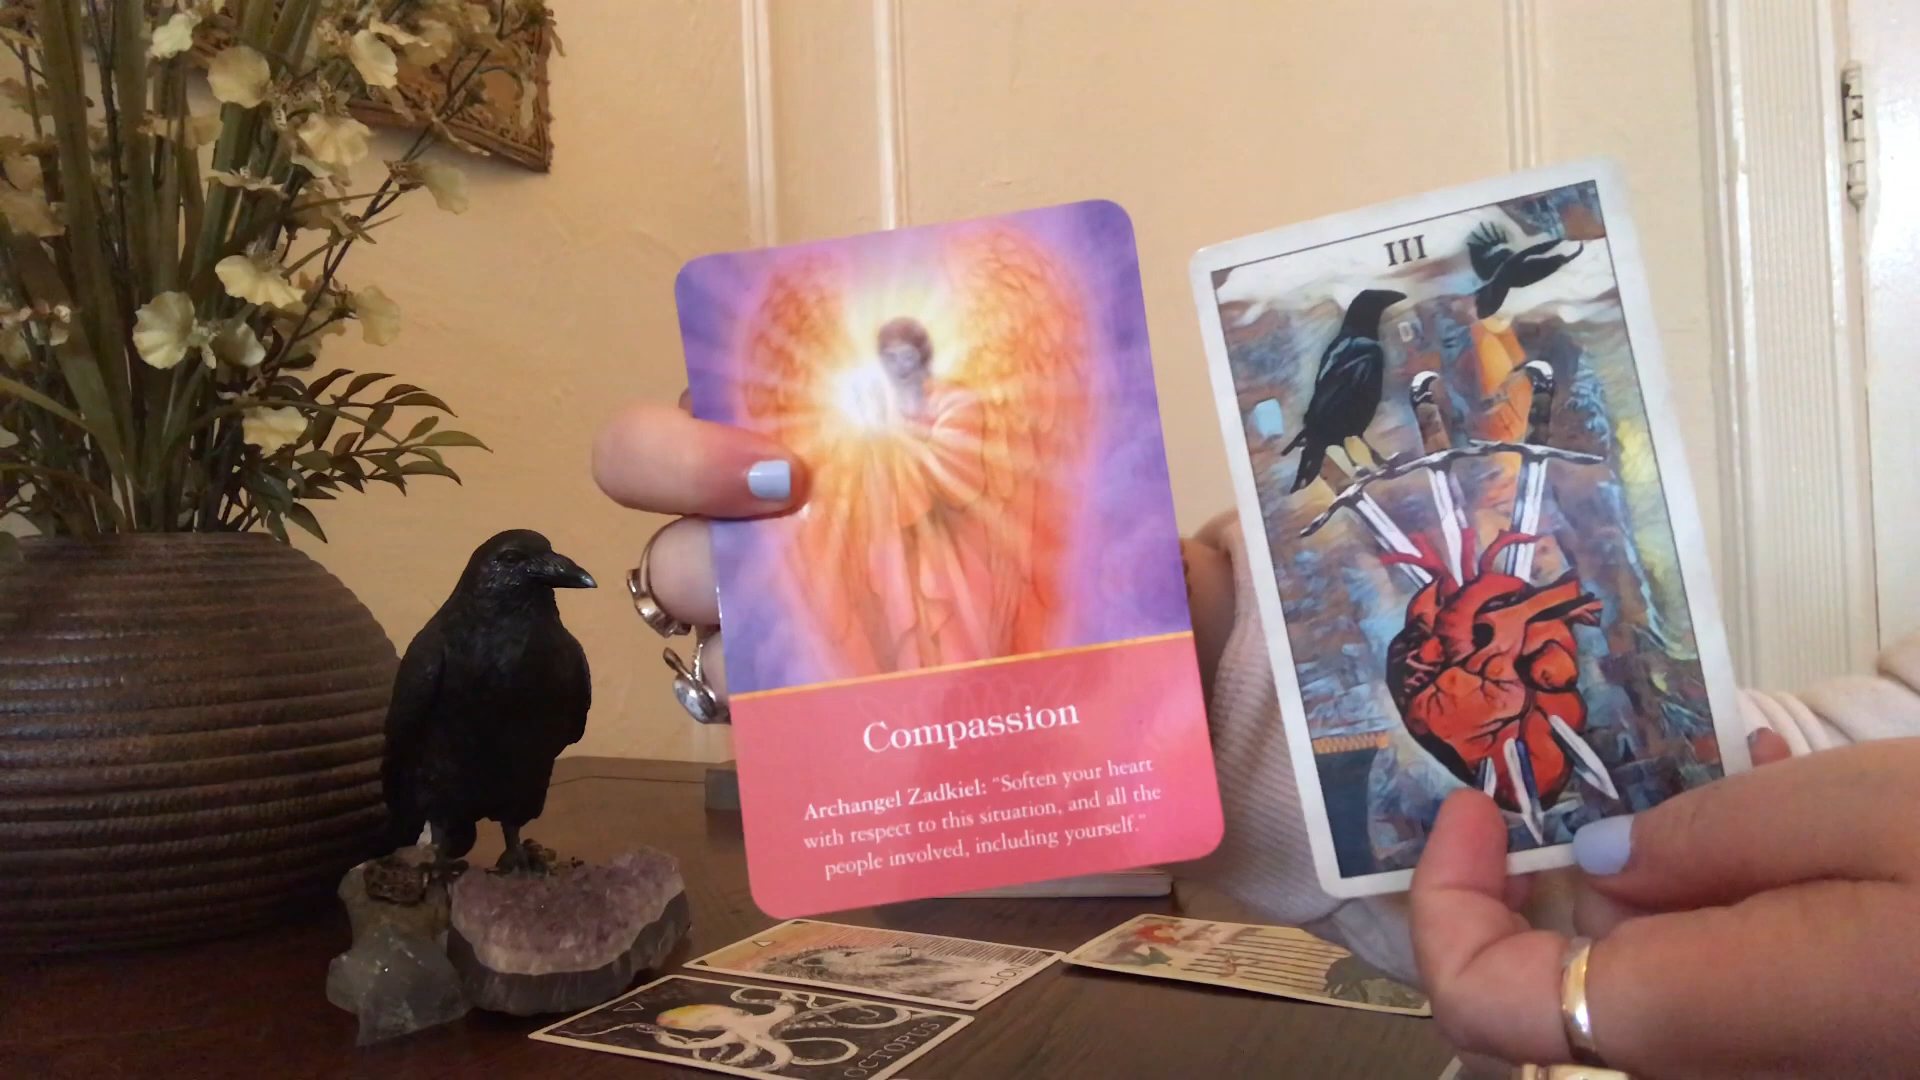 III
Compassion
Archangel Zadkiel: "Soften your heart
with respect to this situation, and all the
people involved, including yourself."
LION
OCTOPUS